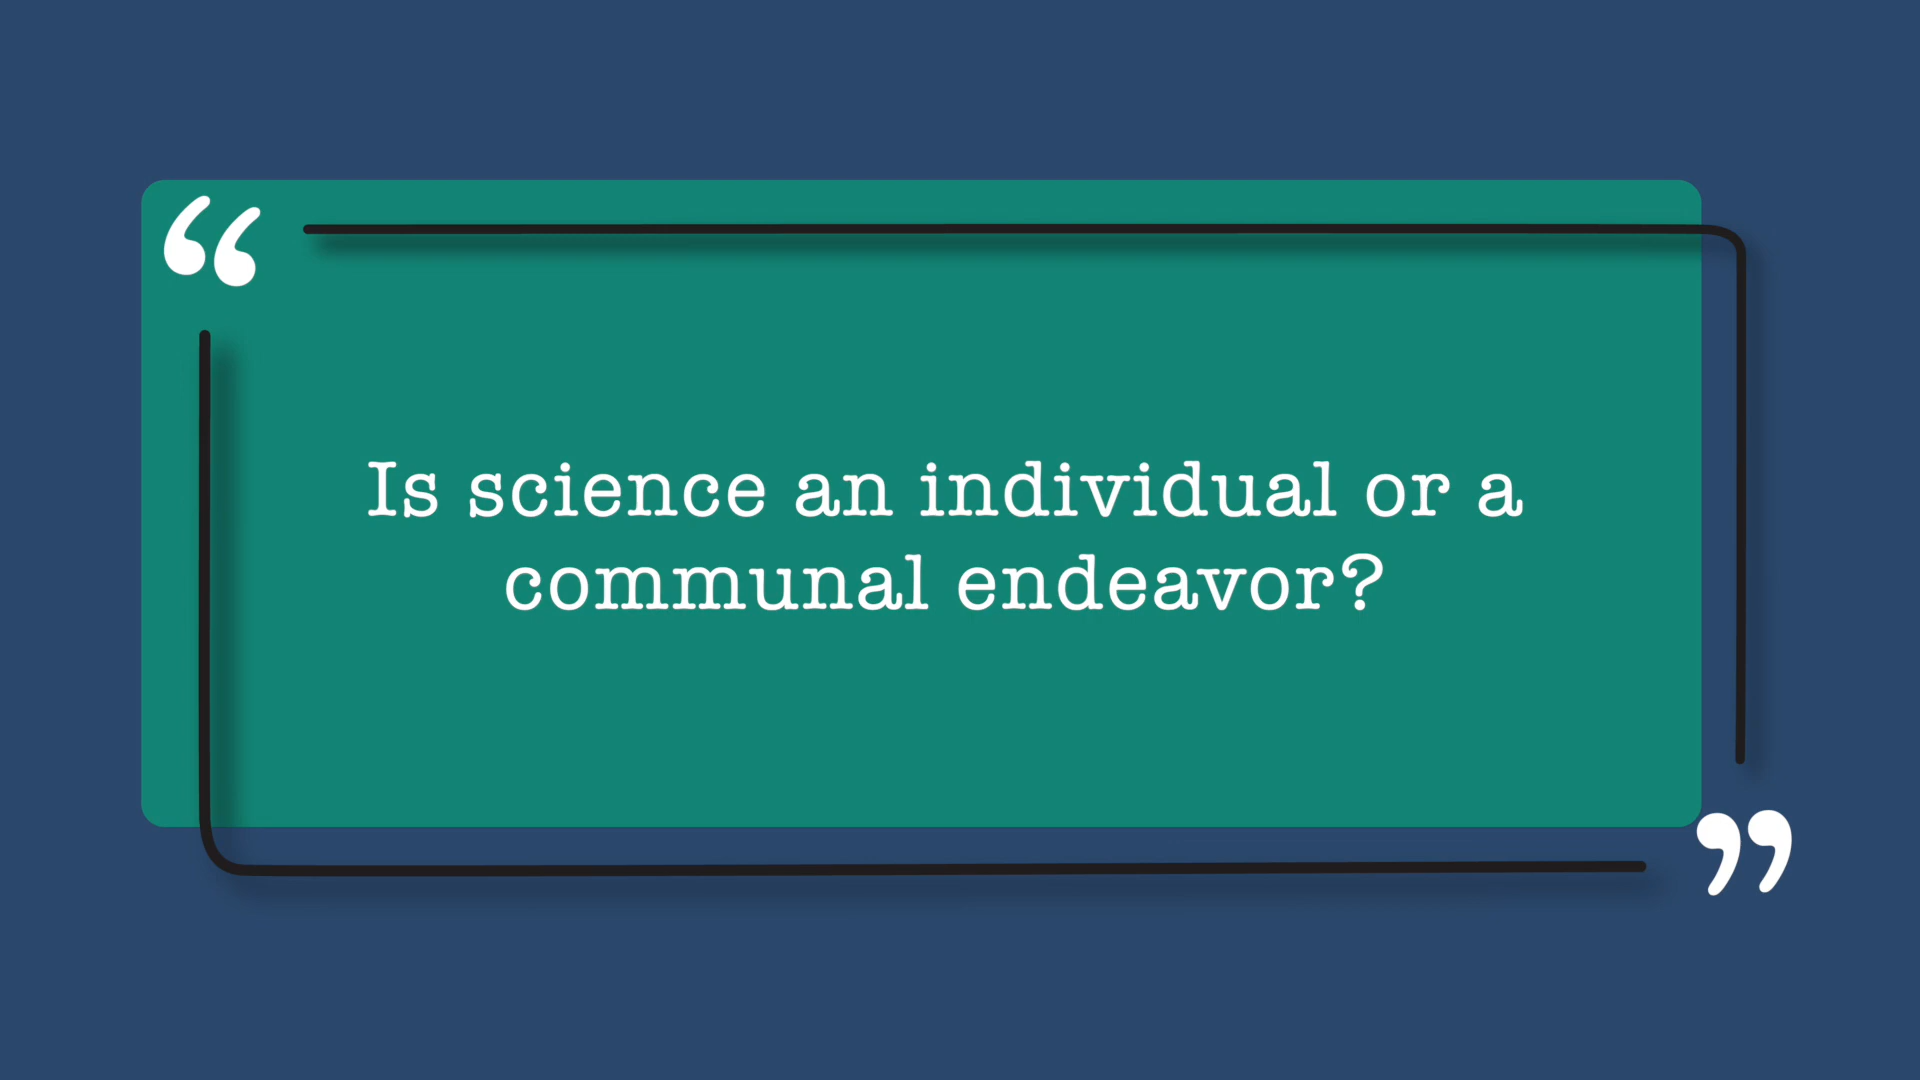 “
Is science an individual or a
communal endeavor?
”